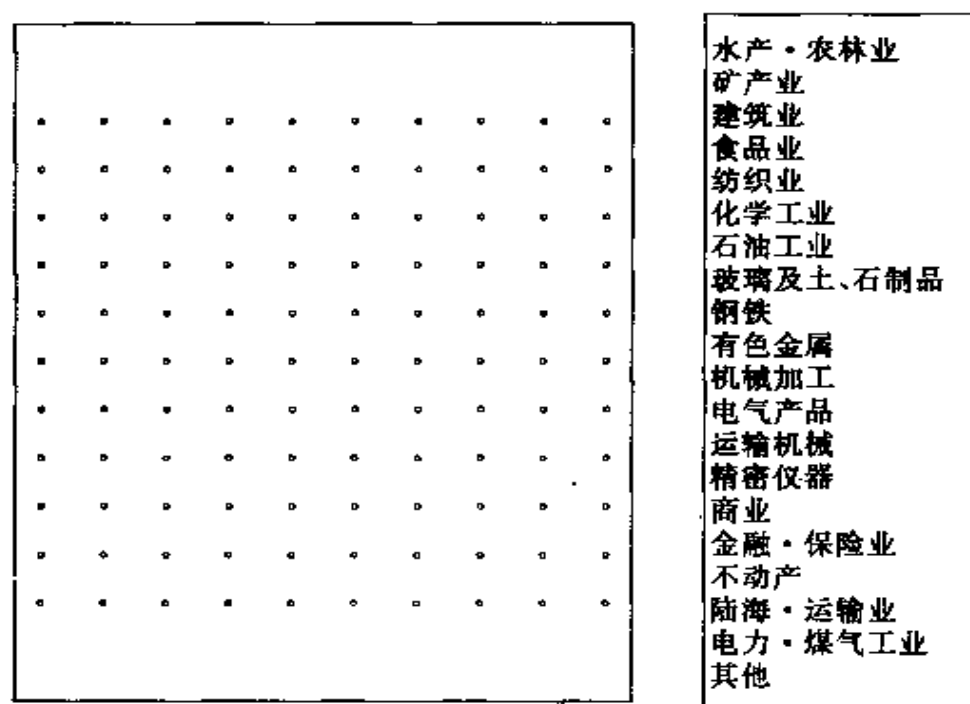 水产·农林业
矿产业
建筑业
食品业
纺织业
化学工业
石油工业
玻璃及土、石制品
钢铁
有色金属
机械加工
电气产品
运输机械
精密仪器
商业
金融·保险业
不动产
陆海·运输业
电力·煤气工业
其他